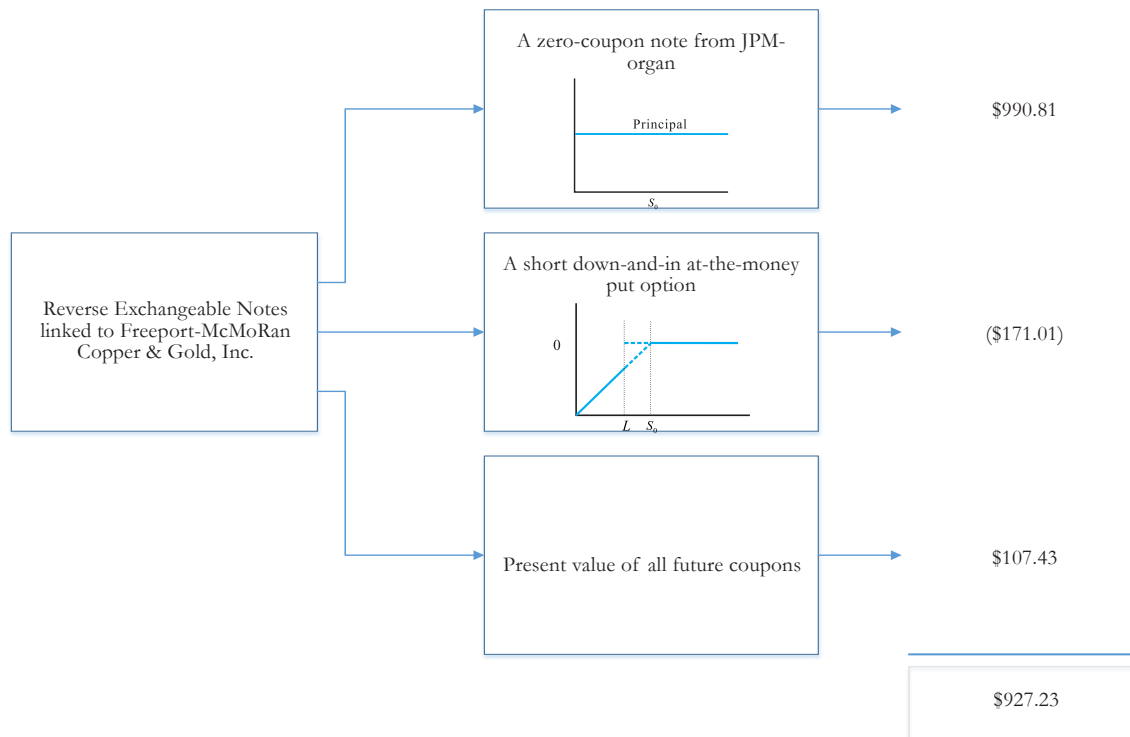 A zero-coupon note from JPM-
organ
Principal
S₀
$990.81
Reverse Exchangeable Notes
linked to Freeport-McMoRan
Copper & Gold, Inc.
A short down-and-in at-the-money
put option
0
L S₀
($171.01)
Present value of all future coupons
$107.43
$927.23